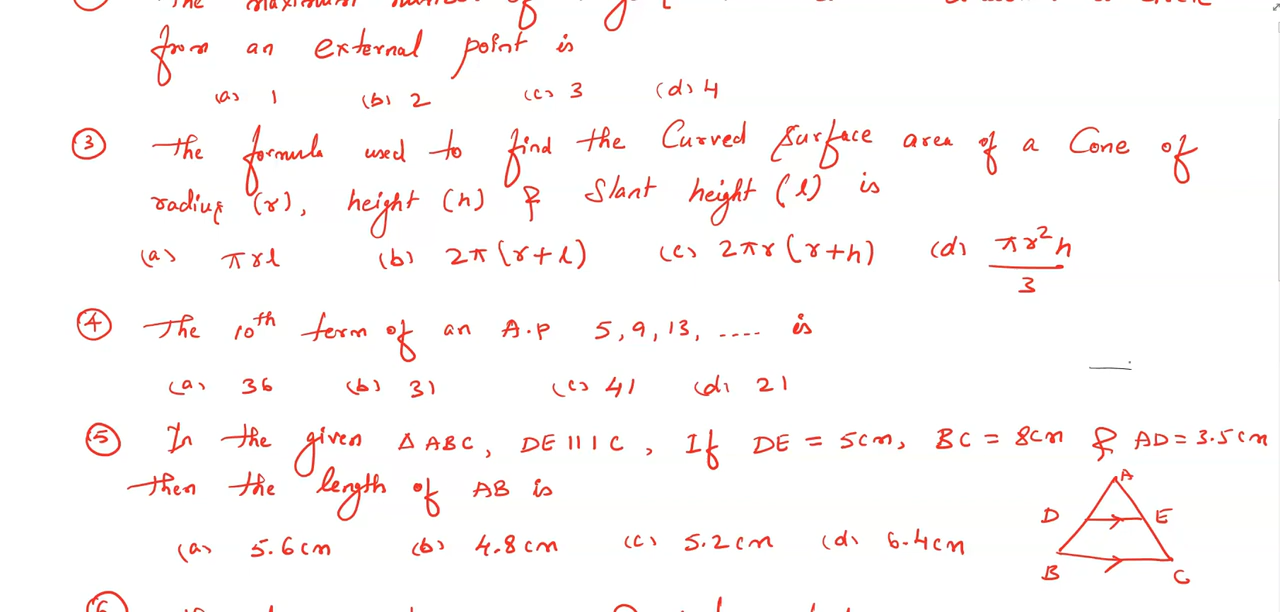 from an external point is
(a) 1 (b) 2 (c) 3 (d) 4
③ The formula used to find the Curved surface area of a Cone of
radius (r), height (h) & Slant height (l) is
(a) πrl (b) 2π(r+l) (c) 2πr(r+h) (d) πr²h/3
④ The 10th term of an A.P 5, 9, 13, .... is
(a) 36 (b) 31 (c) 41 (d) 21
⑤ In the given Δ ABC, DE || I C, If DE = 5cm, BC = 8cm & AD = 3.5cm
then the length of AB is
(a) 5.6cm (b) 4.8cm (c) 5.2cm (d) 6.4cm
A
D E
B C